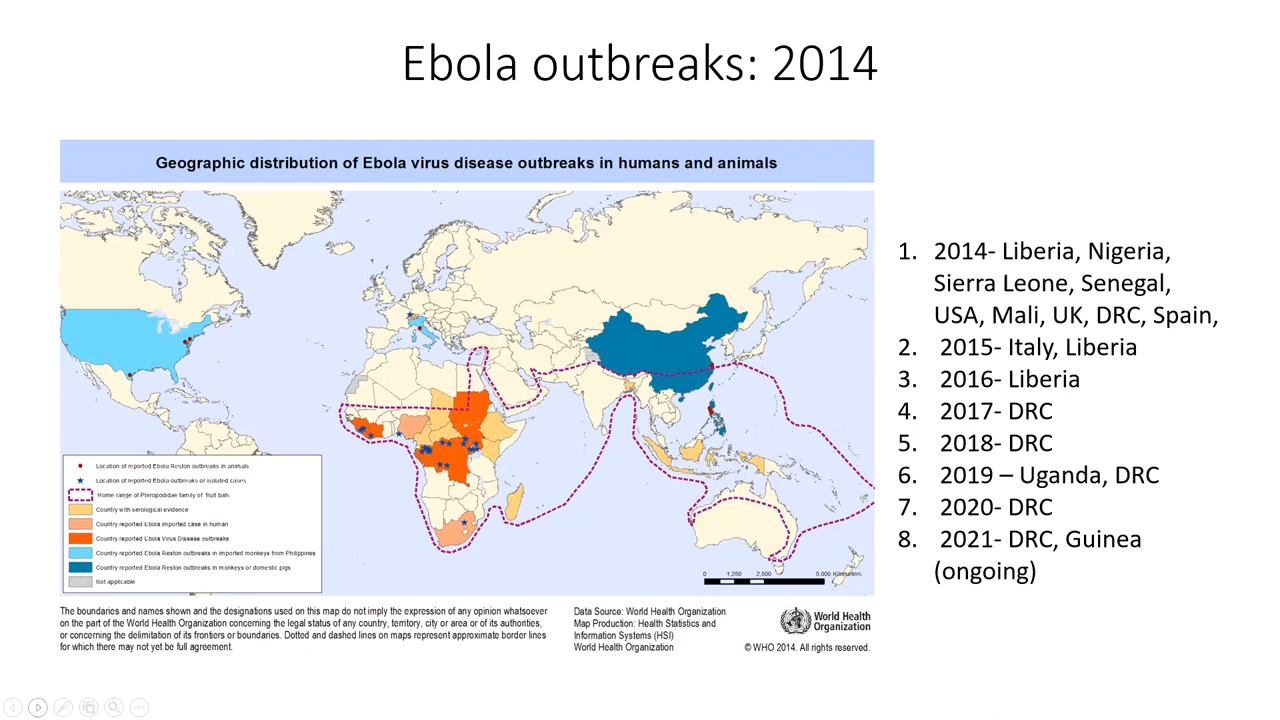 Ebola outbreaks: 2014
Geographic distribution of Ebola virus disease outbreaks in humans and animals
Location of reported Ebola Reston outbreaks in animals
Location of reported Ebola outbreaks or isolated cases
Home range of Pteropodidae family of fruit bats
Country with serological evidence
Country reported Ebola imported case in human
Country reported Ebola Virus Disease outbreaks
Country reported Ebola Reston outbreaks in imported monkeys from Philippines
Country reported Ebola Reston outbreaks in monkeys or domestic pigs
Not applicable
0 1,250 2,500 5,000 Kilometers
The boundaries and names shown and the designations used on this map do not imply the expression of any opinion whatsoever
on the part of the World Health Organization concerning the legal status of any country, territory, city or area or of its authorities,
or concerning the delimitation of its frontiers or boundaries. Dotted and dashed lines on maps represent approximate border lines
for which there may not yet be full agreement.
Data Source: World Health Organization
Map Production: Health Statistics and
Information Systems (HSI)
World Health Organization
World Health
Organization
© WHO 2014. All rights reserved.
1. 2014- Liberia, Nigeria,
Sierra Leone, Senegal,
USA, Mali, UK, DRC, Spain,
2. 2015- Italy, Liberia
3. 2016- Liberia
4. 2017- DRC
5. 2018- DRC
6. 2019 – Uganda, DRC
7. 2020- DRC
8. 2021- DRC, Guinea
(ongoing)